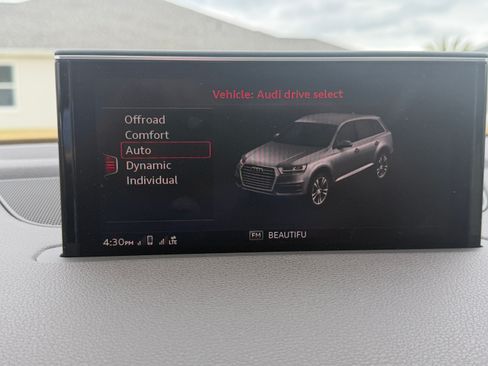 Vehicle: Audi drive select
Offroad
Comfort
Auto
Dynamic
Individual
4:30PM LTE
FM BEAUTIFU